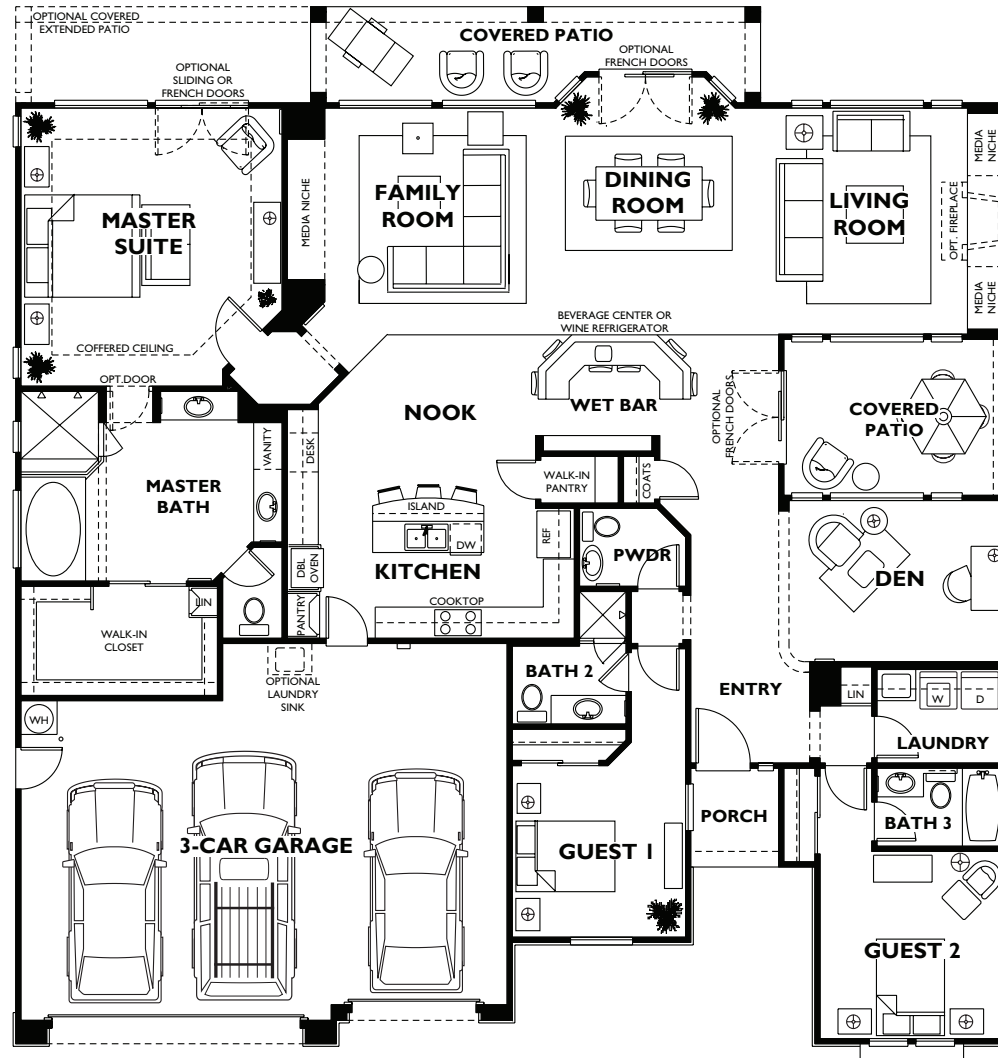 OPTIONAL COVERED
EXTENDED PATIO
COVERED PATIO
OPTIONAL
SLIDING OR
FRENCH DOORS
OPTIONAL
FRENCH DOORS
MEDIA NICHE
MASTER
SUITE
MEDIA NICHE
FAMILY
ROOM
DINING
ROOM
LIVING
ROOM
OPT. FIREPLACE
MEDIA
NICHE
COFFERED CEILING
BEVERAGE CENTER OR
WINE REFRIGERATOR
OPT.DOOR
NOOK
WET BAR
OPTIONAL
FRENCH DOORS
COVERED
PATIO
VANITY
DESK
MASTER
BATH
WALK-IN
PANTRY
COATS
ISLAND
DW
REF
PWDR
DEN
DBL
OVEN
KITCHEN
COOKTOP
PANTRY
LIN
WALK-IN
CLOSET
OPTIONAL
LAUNDRY
SINK
BATH 2
ENTRY
LIN
W
D
WH
LAUNDRY
PORCH
BATH 3
3-CAR GARAGE
GUEST 1
GUEST 2